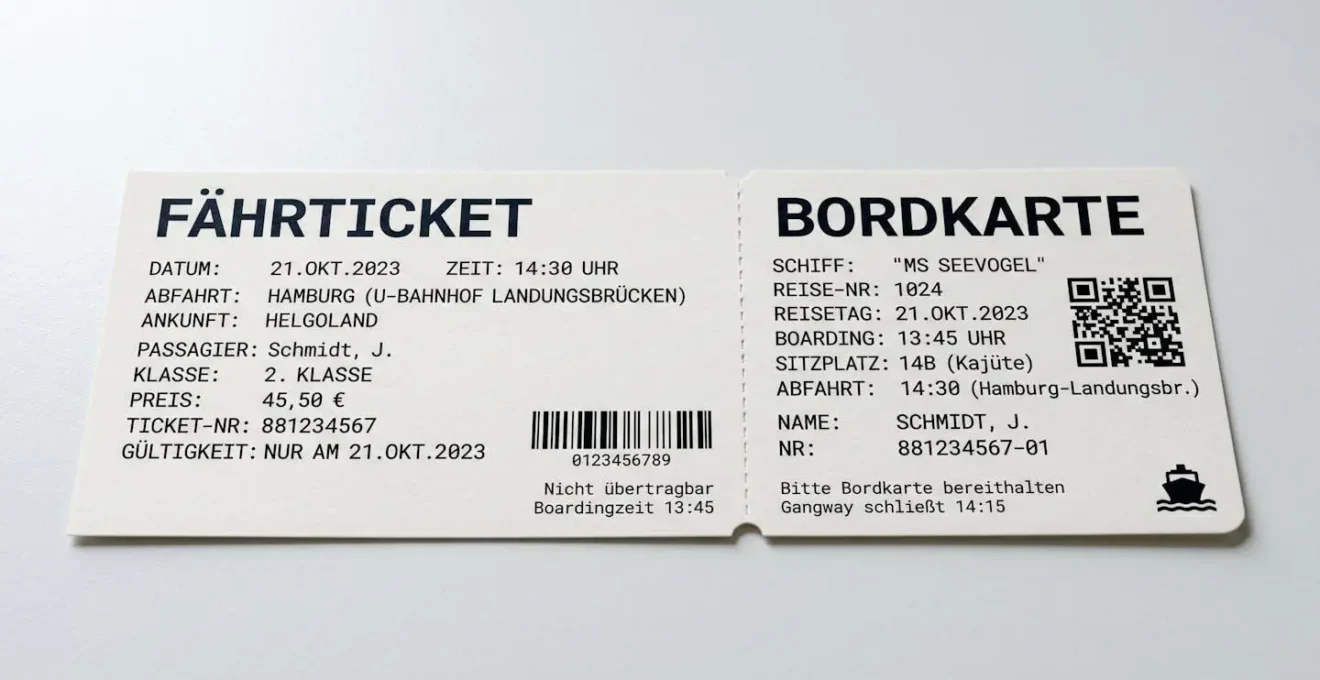 FÄHRTICKET
DATUM: 21.OKT.2023 ZEIT: 14:30 UHR
ABFAHRT: HAMBURG (U-BAHNHOF LANDUNGSBRÜCKEN)
ANKUNFT: HELGOLAND
PASSAGIER: Schmidt, J.
KLASSE: 2. KLASSE
PREIS: 45,50 €
TICKET-NR: 881234567
GÜLTIGKEIT: NUR AM 21.OKT.2023
0123456789
Nicht übertragbar
Boardingzeit 13:45
BORDKARTE
SCHIFF: "MS SEEVOGEL"
REISE-NR: 1024
REISETAG: 21.OKT.2023
BOARDING: 13:45 UHR
SITZPLATZ: 14B (Kajüte)
ABFAHRT: 14:30 (Hamburg-Landungsbr.)
NAME: SCHMIDT, J.
NR: 881234567-01
Bitte Bordkarte bereithalten
Gangway schließt 14:15